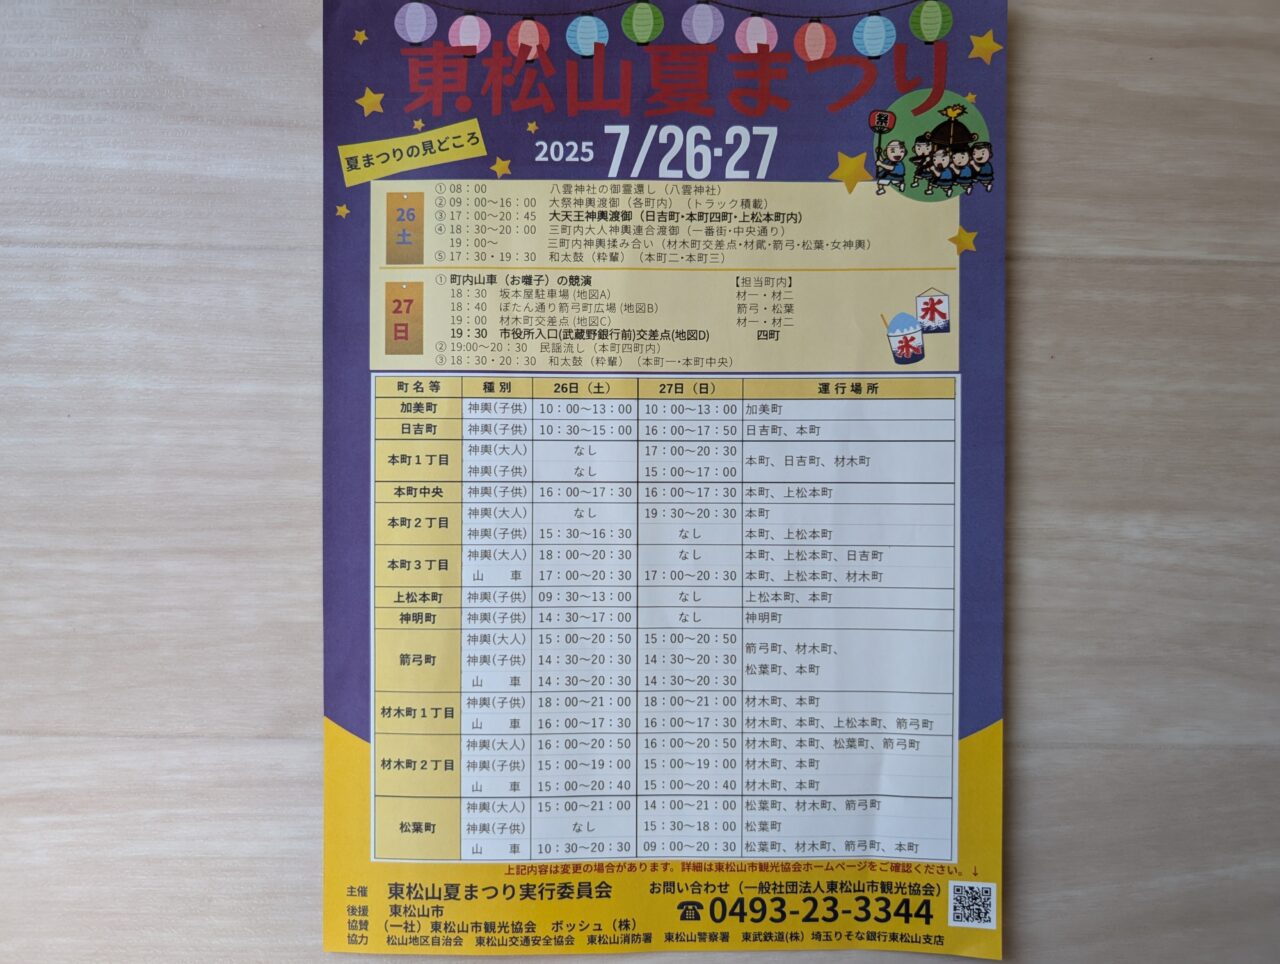 東松山夏まつり
祭
夏まつりの見どころ
2025 7/26・27
26
土
① 08：00 八雲神社の御霊還し（八雲神社）
② 09：00～16：00 大祭神輿渡御（各町内）（トラック積載）
③ 17：00～20：45 大天王神輿渡御（日吉町・本町四町・上松本町内）
④ 18：30～20：00 三町内大人神輿連合渡御（一番街・中央通り）
19：00～ 三町内神輿揉み合い（材木町交差点・材貳・箭弓・松葉・女神輿）
⑤ 17：30・19：30 和太鼓（粋輩）（本町二・本町三）
27
日
① 町内山車（お囃子）の競演 【担当町内】
18：30 坂本屋駐車場（地図A） 材一・材二
18：40 ぼたん通り箭弓町広場（地図B） 箭弓・松葉
19：00 材木町交差点（地図C） 材一・材二
19：30 市役所入口(武蔵野銀行前)交差点(地図D) 四町
② 19:00～20：30 民謡流し（本町四町内）
③ 18：30・20：30 和太鼓（粋輩）（本町一・本町中央）
氷
氷
町名等 種別 26日（土） 27日（日） 運行場所
加美町 神輿(子供) 10：00～13：00 10：00～13：00 加美町
日吉町 神輿(子供) 10：30～15：00 16：00～17：50 日吉町、本町
本町１丁目 神輿(大人) なし 17：00～20：30 本町、日吉町、材木町
神輿(子供) なし 15：00～17：00
本町中央 神輿(子供) 16：00～17：30 16：00～17：30 本町、上松本町
本町２丁目 神輿(大人) なし 19：30～20：30 本町
神輿(子供) 15：30～16：30 なし 本町、上松本町
本町３丁目 神輿(大人) 18：00～20：30 なし 本町、上松本町、日吉町
山車 17：00～20：30 17：00～20：30 本町、上松本町、材木町
上松本町 神輿(子供) 09：30～13：00 なし 上松本町、本町
神明町 神輿(子供) 14：30～17：00 なし 神明町
箭弓町 神輿(大人) 15：00～20：50 15：00～20：50 箭弓町、材木町、
神輿(子供) 14：30～20：30 14：30～20：30 松葉町、本町
山車 14：30～20：30 14：30～20：30
材木町１丁目 神輿(子供) 18：00～21：00 18：00～21：00 材木町、本町
山車 16：00～17：30 16：00～17：30 材木町、本町、上松本町、箭弓町
材木町２丁目 神輿(大人) 16：00～20：50 16：00～20：50 材木町、本町、松葉町、箭弓町
神輿(子供) 15：00～19：00 15：00～19：00 材木町、本町
山車 15：00～20：40 15：00～20：40 材木町、本町
松葉町 神輿(大人) 15：00～21：00 14：00～21：00 松葉町、材木町、箭弓町
神輿(子供) なし 15：30～18：00 松葉町
山車 10：30～20：30 09：00～20：30 松葉町、材木町、箭弓町、本町
上記内容は変更の場合があります。詳細は東松山市観光協会ホームページをご確認ください。↓
主催 東松山夏まつり実行委員会
後援 東松山市
協賛 （一社）東松山市観光協会 ボッシュ（株）
協力 松山地区自治会 東松山交通安全協会 東松山消防署 東松山警察署 東武鉄道(株) 埼玉りそな銀行東松山支店
お問い合わせ（一般社団法人東松山市観光協会）
☎0493-23-3344